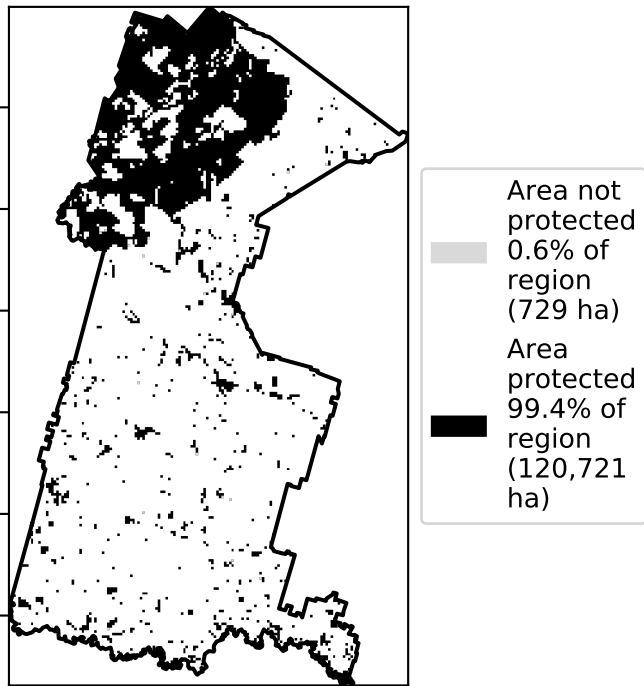 Area not
protected
0.6% of
region
(729 ha)
Area
protected
99.4% of
region
(120,721
ha)